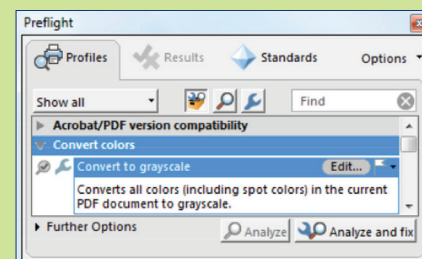 Preflight
Profiles Results Standards Options
Show all Find
Acrobat/PDF version compatibility
Convert colors
Convert to grayscale Edit...
Converts all colors (including spot colors) in the current
PDF document to grayscale.
Further Options Analyze Analyze and fix